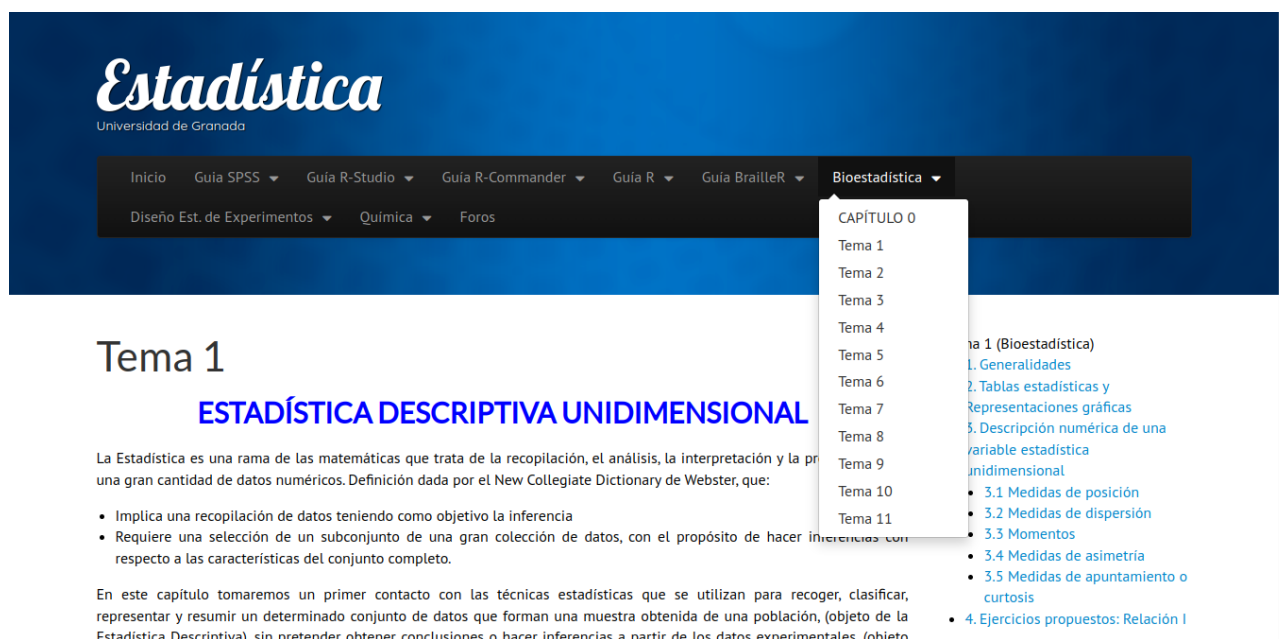 Estadística
Universidad de Granada
Inicio Guia SPSS Guía R-Studio Guía R-Commander Guía R Guía BrailleR Bioestadística
Diseño Est. de Experimentos Química Foros
CAPÍTULO 0
Tema 1
Tema 2
Tema 3
Tema 4
Tema 5
Tema 6
Tema 7
Tema 8
Tema 9
Tema 10
Tema 11
Tema 1
ESTADÍSTICA DESCRIPTIVA UNIDIMENSIONAL
La Estadística es una rama de las matemáticas que trata de la recopilación, el análisis, la interpretación y la
una gran cantidad de datos numéricos. Definición dada por el New Collegiate Dictionary de Webster, que:
Implica una recopilación de datos teniendo como objetivo la inferencia
Requiere una selección de un subconjunto de una gran colección de datos, con el propósito de hacer inferencias con
respecto a las características del conjunto completo.
En este capítulo tomaremos un primer contacto con las técnicas estadísticas que se utilizan para recoger, clasificar,
representar y resumir un determinado conjunto de datos que forman una muestra obtenida de una población, (objeto de la
Estadística Descriptiva), sin pretender obtener conclusiones o hacer inferencias a partir de los datos experimentales, (objeto
1 (Bioestadística)
1. Generalidades
2. Tablas estadísticas y
Representaciones gráficas
3. Descripción numérica de una
variable estadística
unidimensional
3.1 Medidas de posición
3.2 Medidas de dispersión
3.3 Momentos
3.4 Medidas de asimetría
3.5 Medidas de apuntamiento o
curtosis
4. Ejercicios propuestos: Relación I